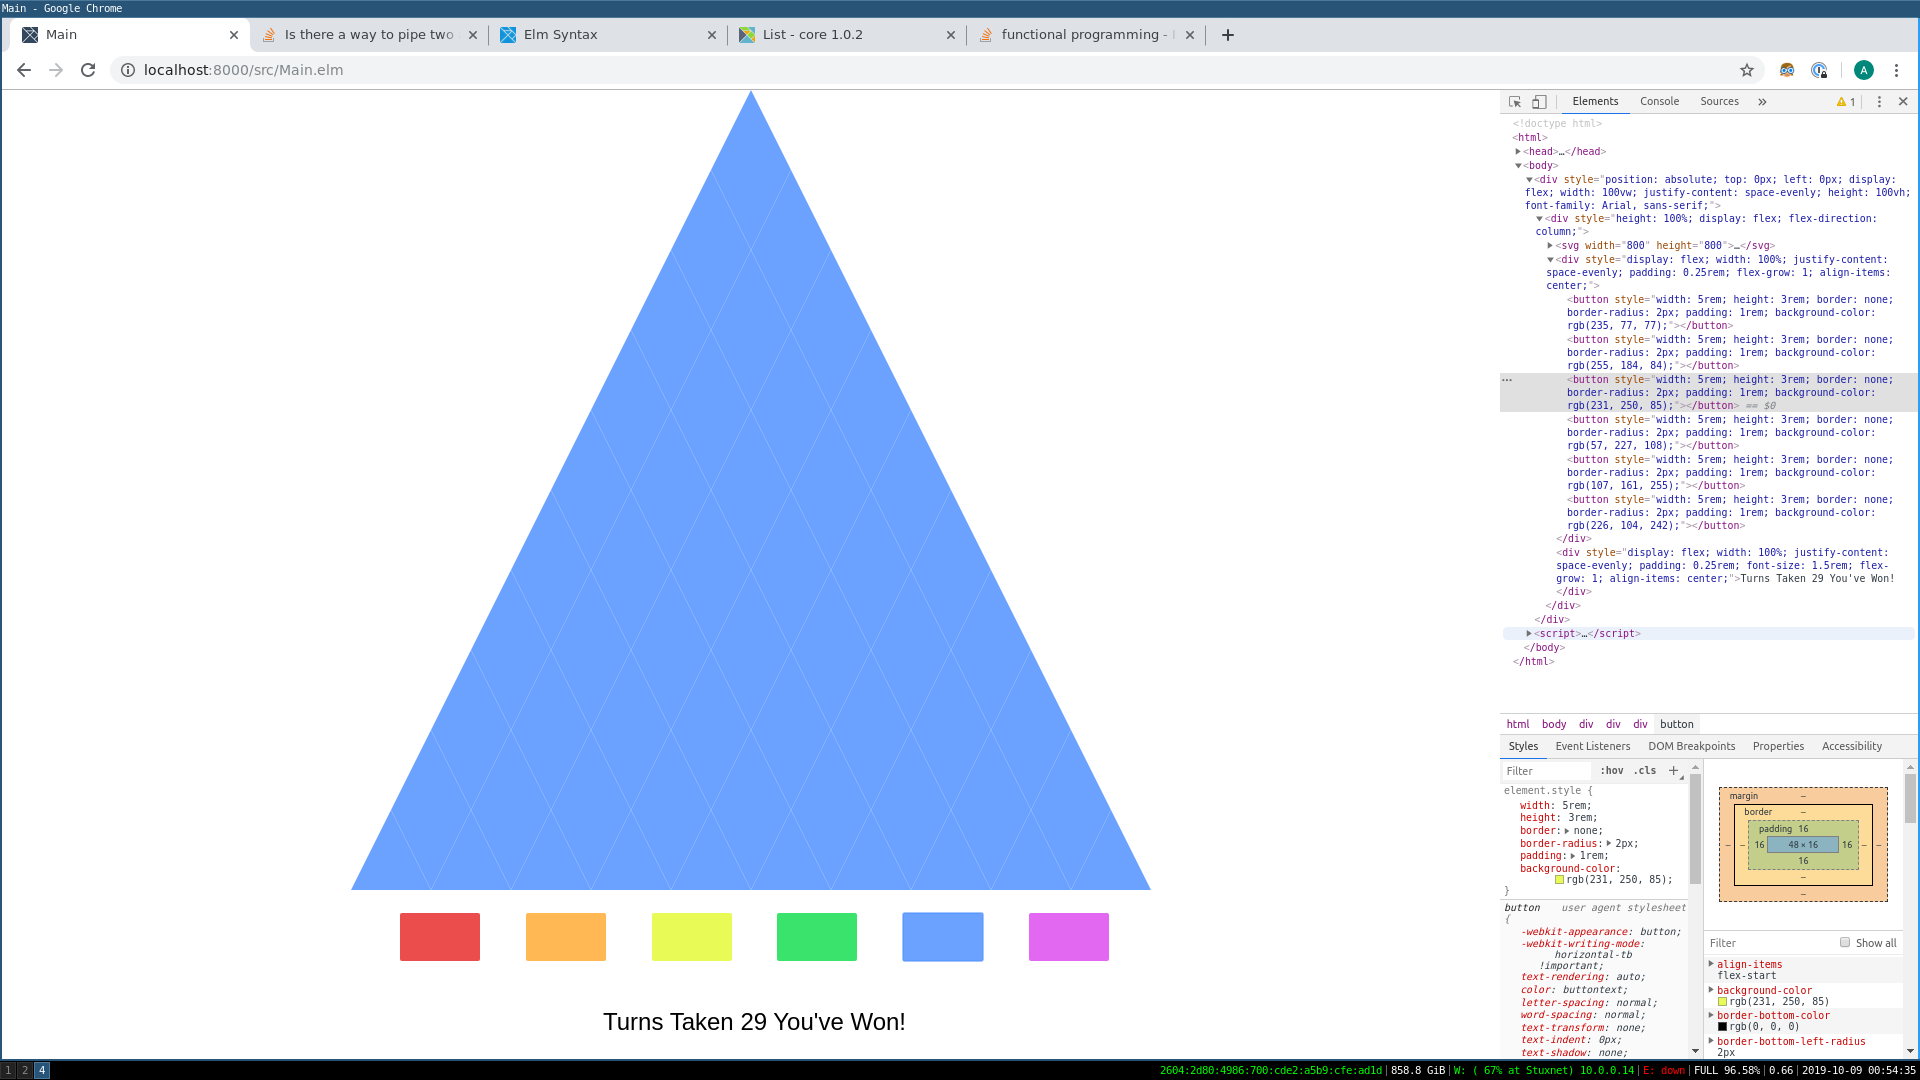 Main - Google Chrome
Main
Is there a way to pipe two
Elm Syntax
List - core 1.0.2
functional programming -
localhost:8000/src/Main.elm
A
Elements Console Sources » 1
<!doctype html>
<html>
<head>…</head>
<body>
<div style="position: absolute; top: 0px; left: 0px; display:
flex; width: 100vw; justify-content: space-evenly; height: 100vh;
font-family: Arial, sans-serif;">
<div style="height: 100%; display: flex; flex-direction:
column;">
<svg width="800" height="800">…</svg>
<div style="display: flex; width: 100%; justify-content:
space-evenly; padding: 0.25rem; flex-grow: 1; align-items:
center;">
<button style="width: 5rem; height: 3rem; border: none;
border-radius: 2px; padding: 1rem; background-color:
rgb(235, 77, 77);"></button>
<button style="width: 5rem; height: 3rem; border: none;
border-radius: 2px; padding: 1rem; background-color:
rgb(255, 184, 84);"></button>
<button style="width: 5rem; height: 3rem; border: none;
border-radius: 2px; padding: 1rem; background-color:
rgb(231, 250, 85);"></button> == $0
<button style="width: 5rem; height: 3rem; border: none;
border-radius: 2px; padding: 1rem; background-color:
rgb(57, 227, 108);"></button>
<button style="width: 5rem; height: 3rem; border: none;
border-radius: 2px; padding: 1rem; background-color:
rgb(107, 161, 255);"></button>
<button style="width: 5rem; height: 3rem; border: none;
border-radius: 2px; padding: 1rem; background-color:
rgb(226, 104, 242);"></button>
</div>
<div style="display: flex; width: 100%; justify-content:
space-evenly; padding: 0.25rem; font-size: 1.5rem; flex-
grow: 1; align-items: center;">Turns Taken 29 You've Won!
</div>
</div>
</div>
<script>…</script>
</body>
</html>
html body div div div button
Styles Event Listeners DOM Breakpoints Properties Accessibility
Filter :hov .cls +
element.style {
width: 5rem;
height: 3rem;
border: none;
border-radius: 2px;
padding: 1rem;
background-color:
rgb(231, 250, 85);
}
button user agent stylesheet
{
-webkit-appearance: button;
-webkit-writing-mode:
horizontal-tb
!important;
text-rendering: auto;
color: buttontext;
letter-spacing: normal;
word-spacing: normal;
text-transform: none;
text-indent: 0px;
text-shadow: none;
margin –
border –
padding 16
– – 16 48 × 16 16 – –
16
–
–
Filter Show all
align-items
flex-start
background-color
rgb(231, 250, 85)
border-bottom-color
rgb(0, 0, 0)
border-bottom-left-radius
2px
Turns Taken 29 You've Won!
1 2 4
2604:2d80:4986:700:cde2:a5b9:cfe:ad1d | 858.8 GiB | W: ( 67% at Stuxnet) 10.0.0.14 | E: down | FULL 96.58% | 0.66 | 2019-10-09 00:54:35